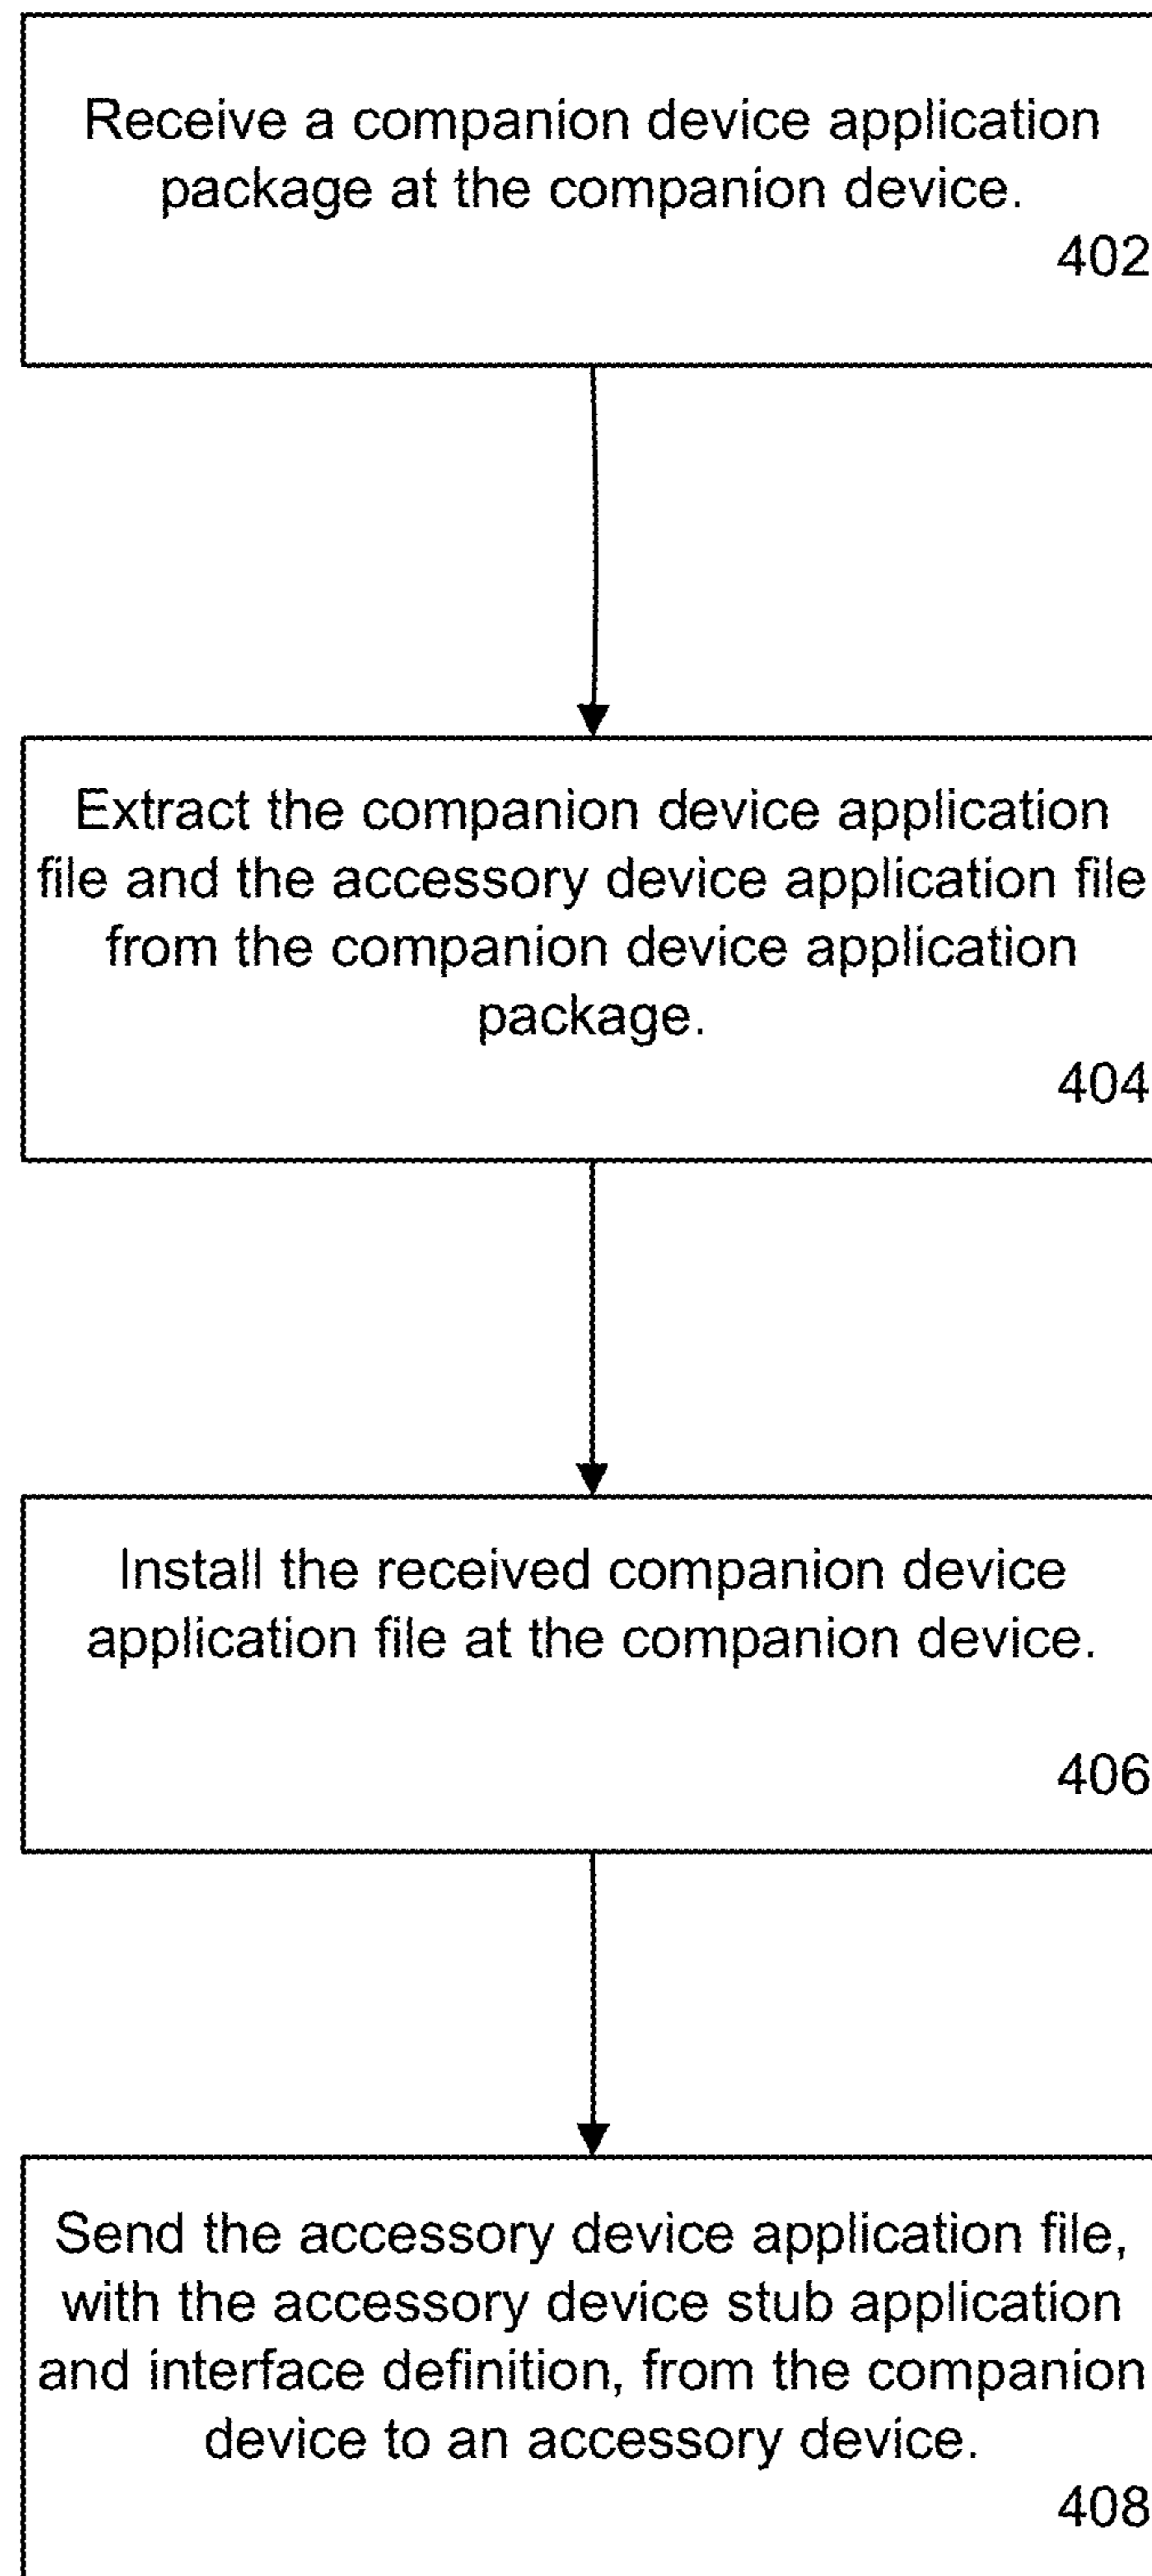 Receive a companion device application
package at the companion device.
402
Extract the companion device application
file and the accessory device application file
from the companion device application
package.
404
Install the received companion device
application file at the companion device.
406
Send the accessory device application file,
with the accessory device stub application
and interface definition, from the companion
device to an accessory device.
408